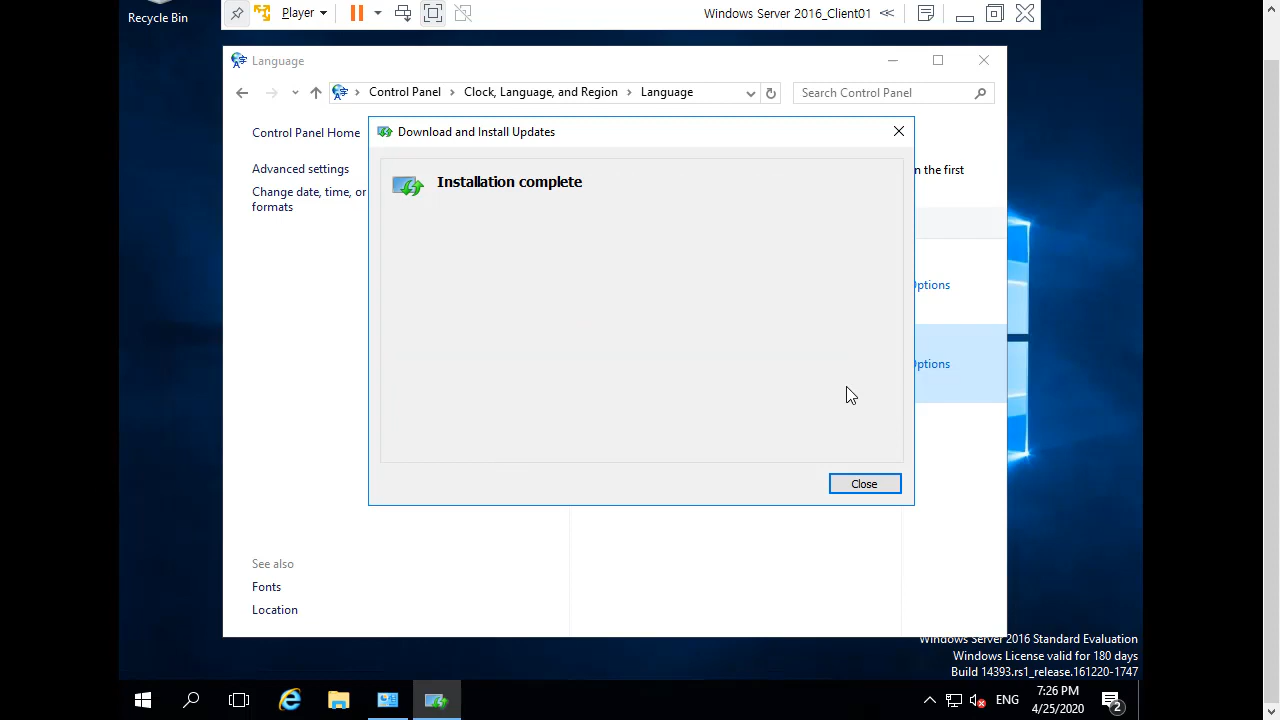 Recycle Bin
Player
Windows Server 2016_Client01
Language
Control Panel
Clock, Language, and Region
Language
Search Control Panel
Control Panel Home
Advanced settings
Change date, time, or
formats
Download and Install Updates
Installation complete
Close
n the first
Options
Options
See also
Fonts
Location
Windows Server 2016 Standard Evaluation
Windows License valid for 180 days
Build 14393.rs1_release.161220-1747
ENG
7:26 PM
4/25/2020
2